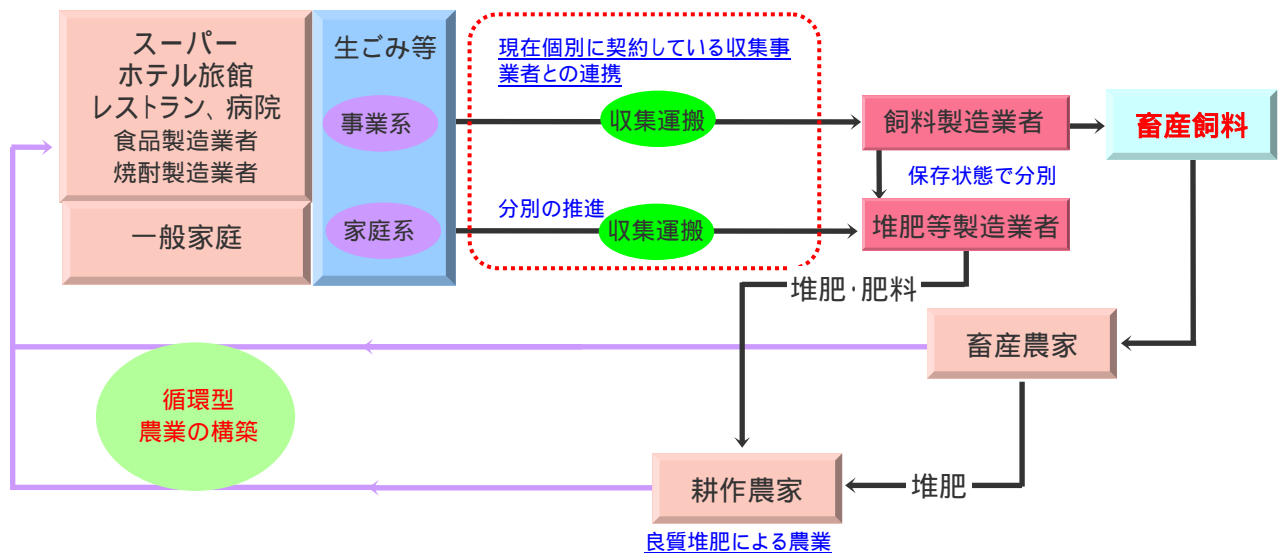 スーパー
ホテル旅館
レストラン、病院
食品製造業者
焼酎製造業者
一般家庭
生ごみ等
事業系
家庭系
現在個別に契約している収集事
業者との連携
収集運搬
分別の推進
収集運搬
飼料製造業者
畜産飼料
保存状態で分別
堆肥等製造業者
堆肥・肥料
畜産農家
循環型
農業の構築
耕作農家
堆肥
良質堆肥による農業